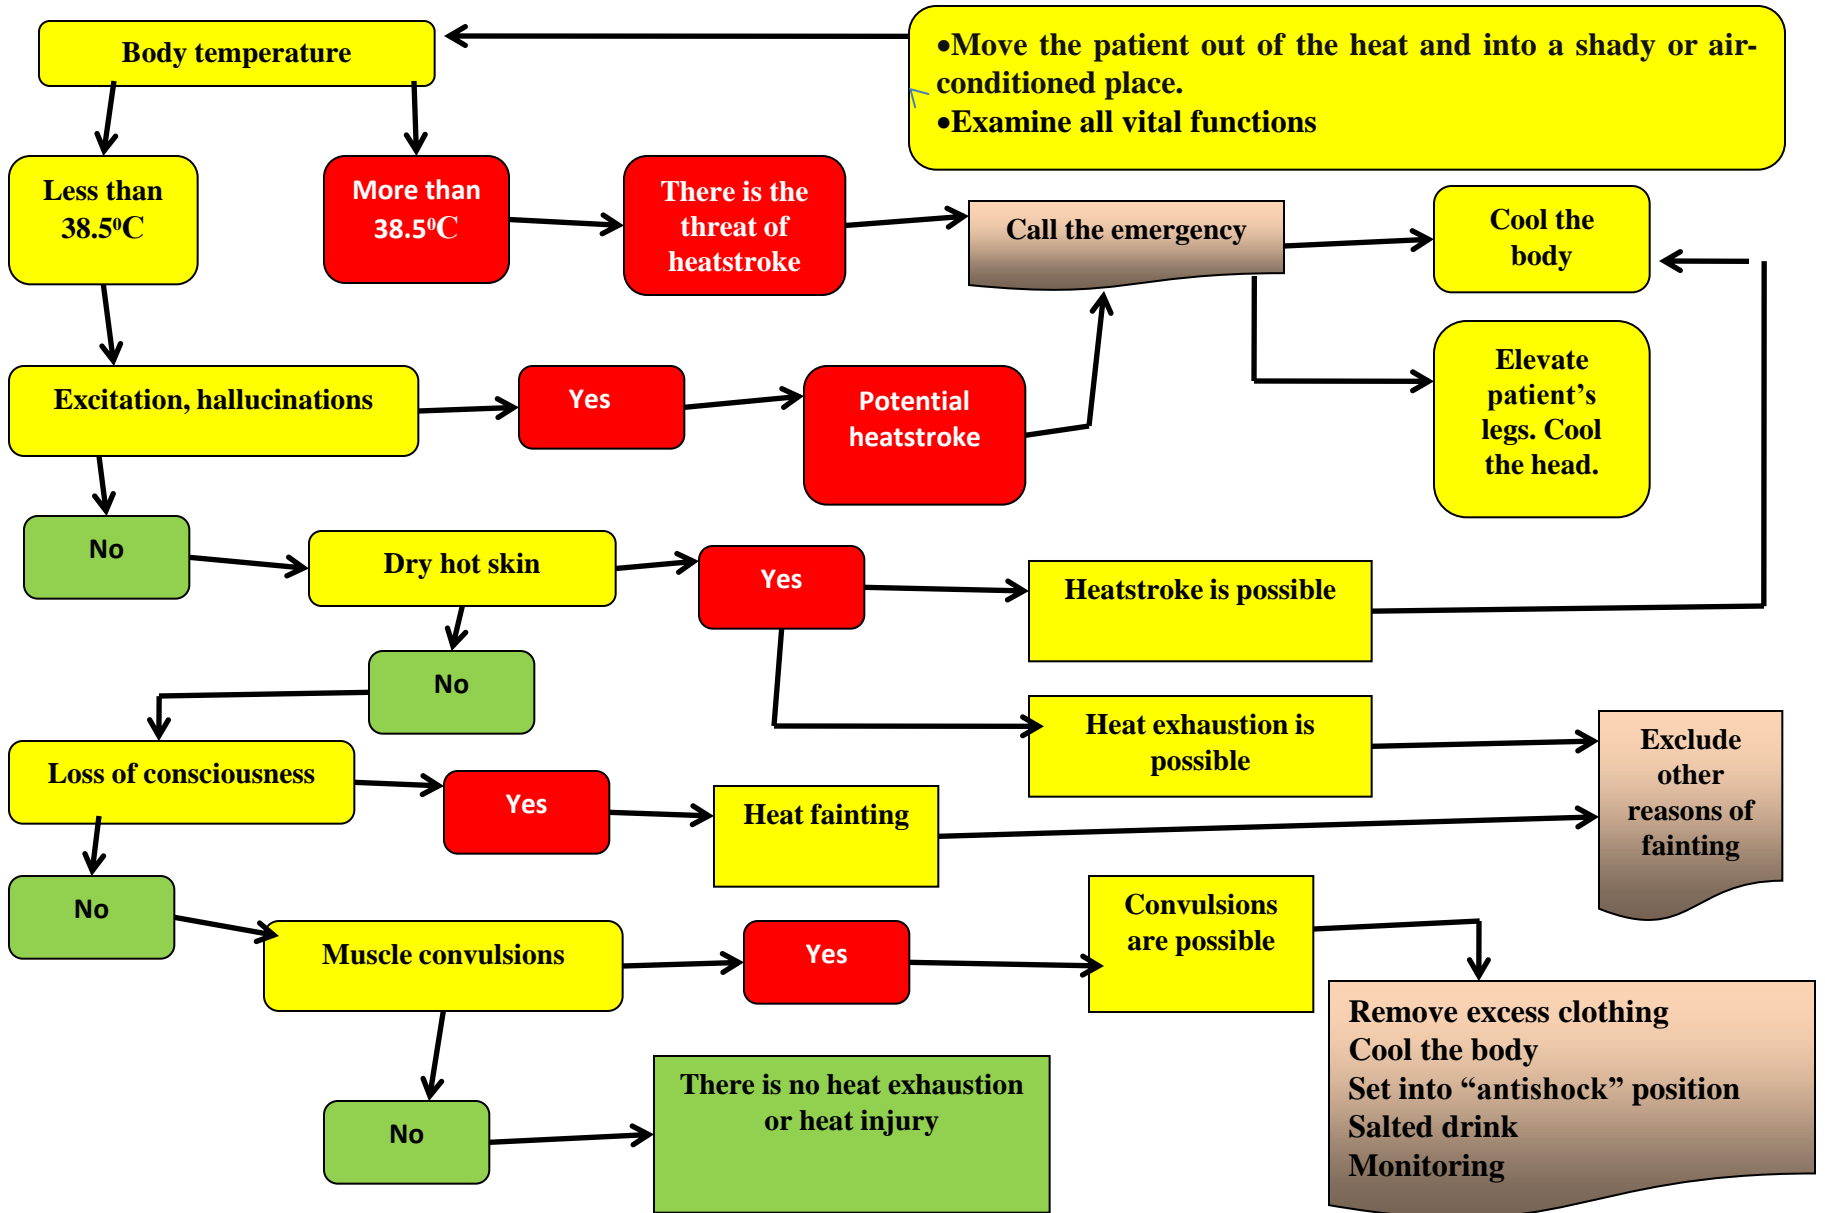 Body temperature
•Move the patient out of the heat and into a shady or air-
conditioned place.
•Examine all vital functions
Less than
38.5⁰C
More than
38.5⁰C
There is the
threat of
heatstroke
Call the emergency
Cool the
body
Elevate
patient’s
legs. Cool
the head.
Excitation, hallucinations
Yes
Potential
heatstroke
No
Dry hot skin
Yes
Heatstroke is possible
No
Heat exhaustion is
possible
Exclude
other
reasons of
fainting
Loss of consciousness
Yes
Heat fainting
No
Muscle convulsions
Yes
Convulsions
are possible
Remove excess clothing
Cool the body
Set into “antishock” position
Salted drink
Monitoring
No
There is no heat exhaustion
or heat injury